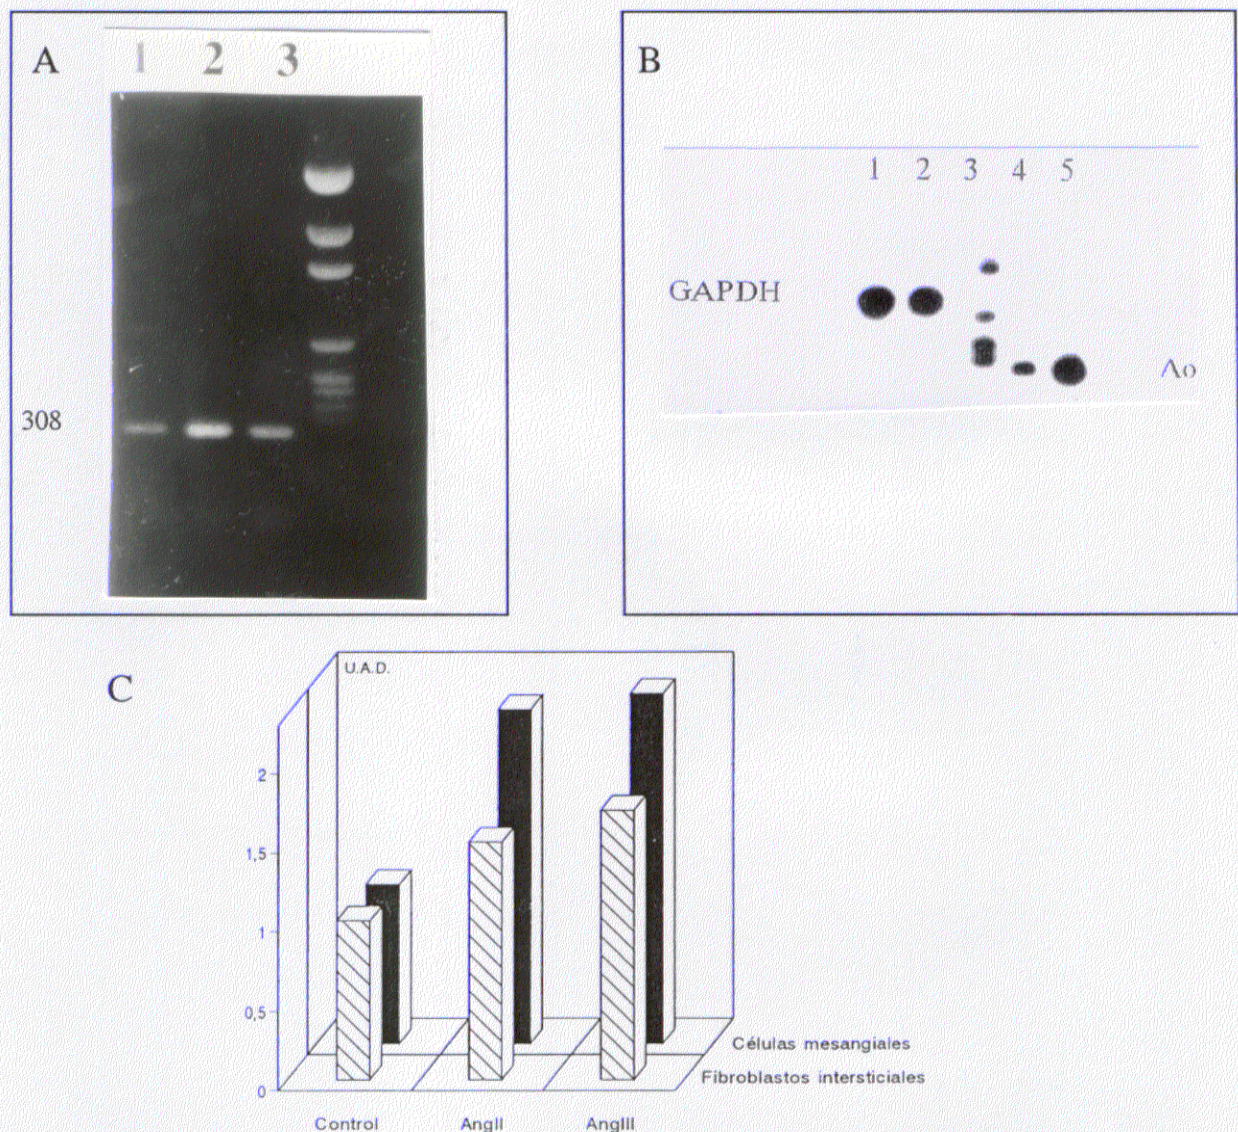 A
1 2 3
308
B
1 2 3 4 5
GAPDH
Ao
C
U.A.D.
2
1,5
1
0,5
0
Células mesangiales
Fibroblastos intersticiales
Control AngII AngIII